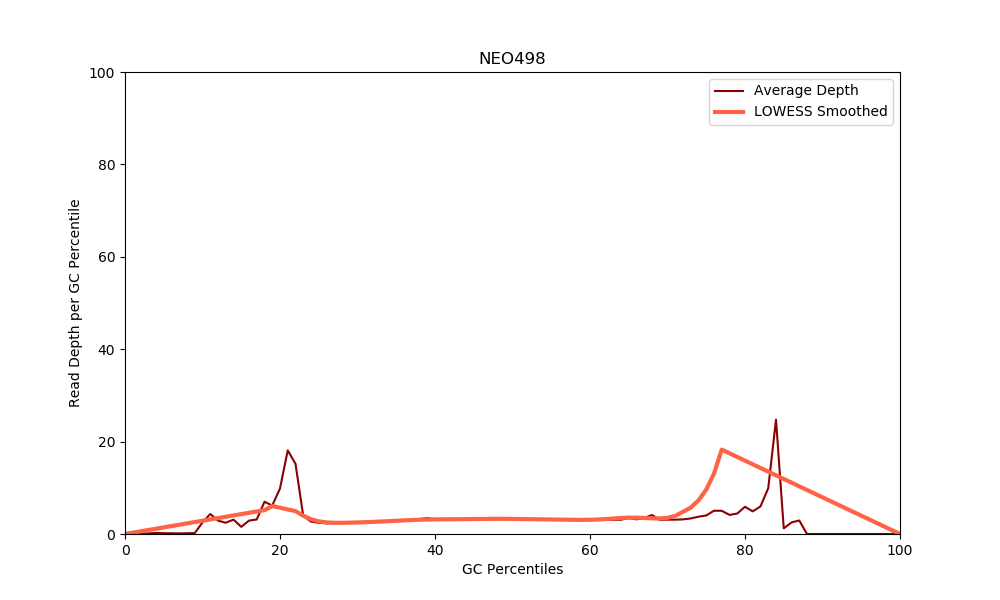 NEO498
Average Depth
LOWESS Smoothed
100
80
60
40
20
0
Read Depth per GC Percentile
0 20 40 60 80 100
GC Percentiles